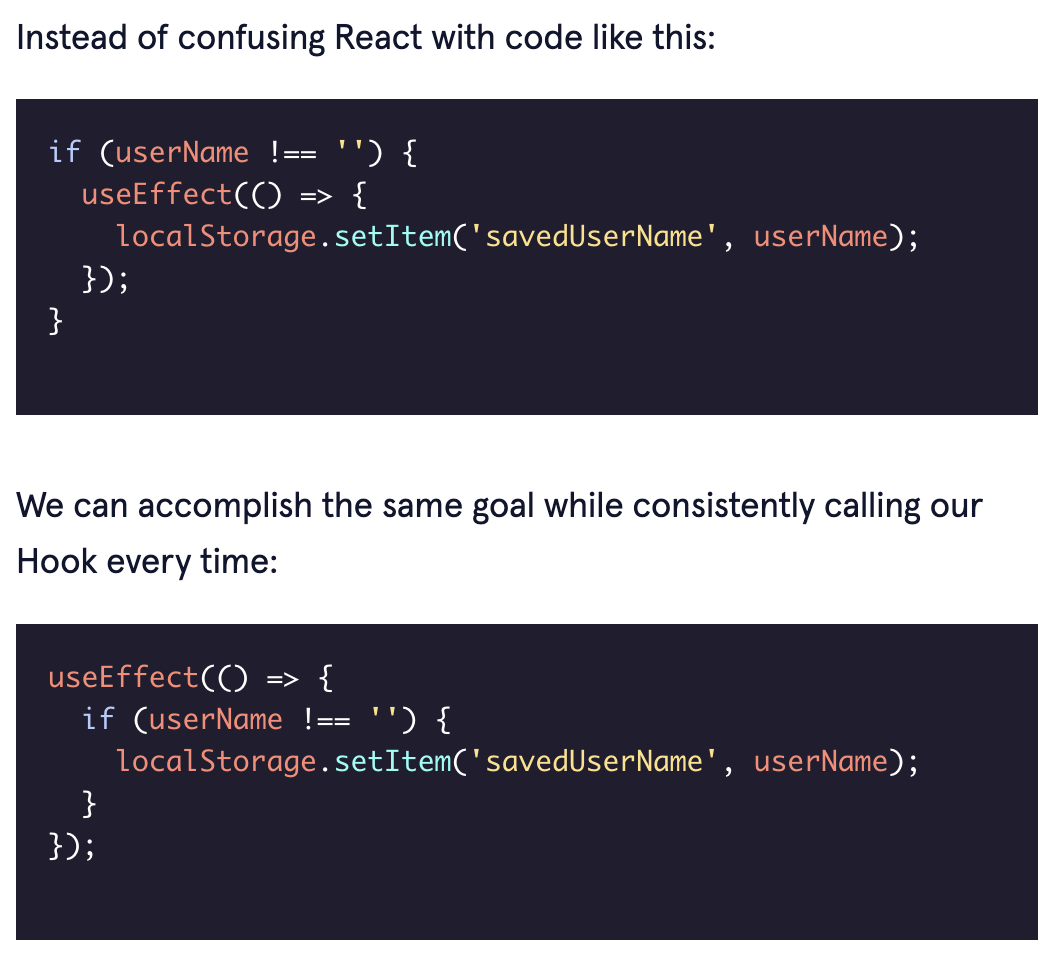 Instead of confusing React with code like this:
if (userName !== '') {
  useEffect(() => {
    localStorage.setItem('savedUserName', userName);
  });
}
We can accomplish the same goal while consistently calling our
Hook every time:
useEffect(() => {
  if (userName !== '') {
    localStorage.setItem('savedUserName', userName);
  }
});